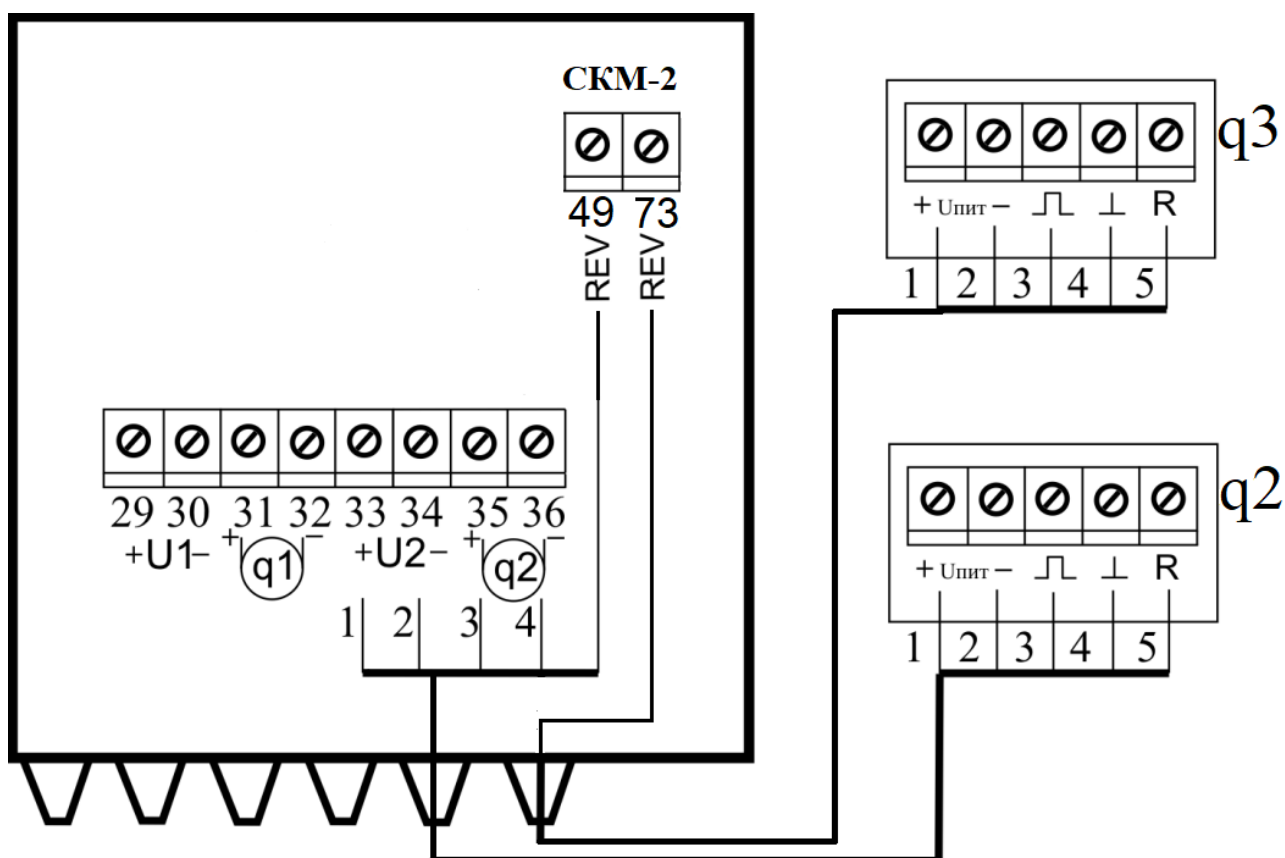 СКМ-2
49 73
REV REV
29 30 31 32 33 34 35 36
+U1− + q1 − +U2− + q2 −
1 2 3 4
q3
+ Uпит − ⎍ ⊥ R
1 2 3 4 5
q2
+ Uпит − ⎍ ⊥ R
1 2 3 4 5